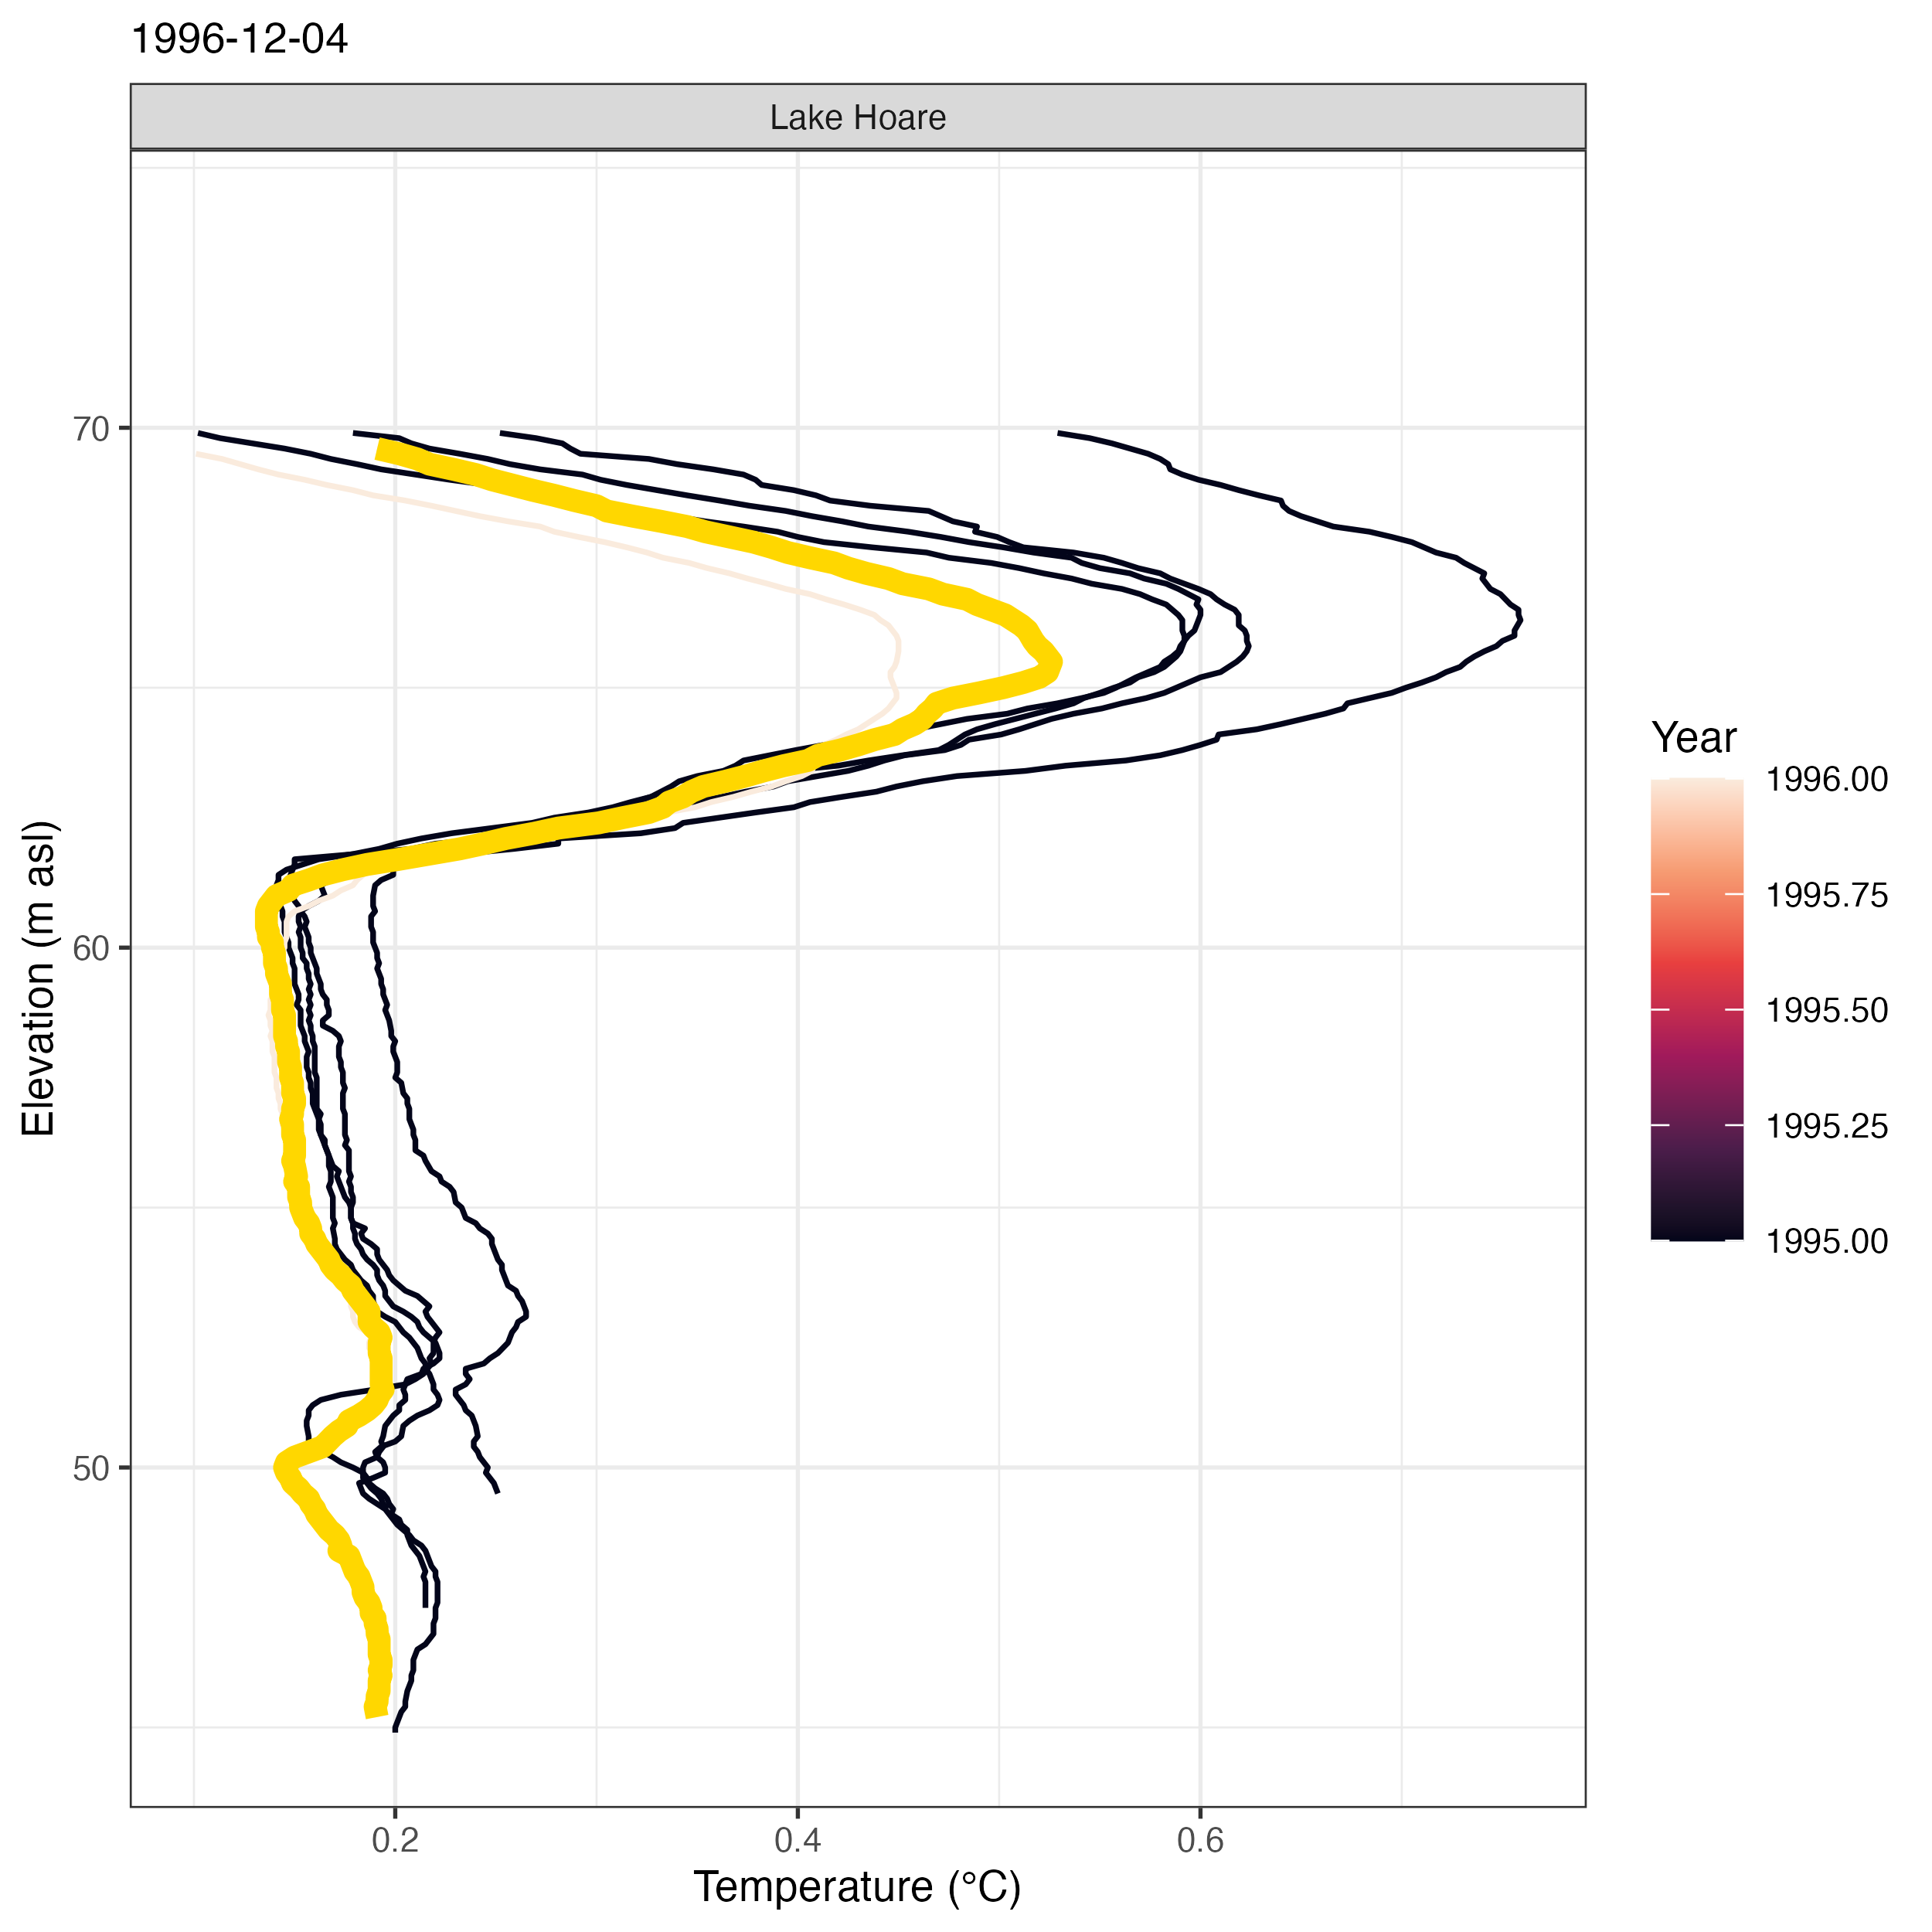 1996-12-04
Lake Hoare
70
60
50
Elevation (m asl)
0.2 0.4 0.6
Temperature (°C)
Year
1996.00
1995.75
1995.50
1995.25
1995.00